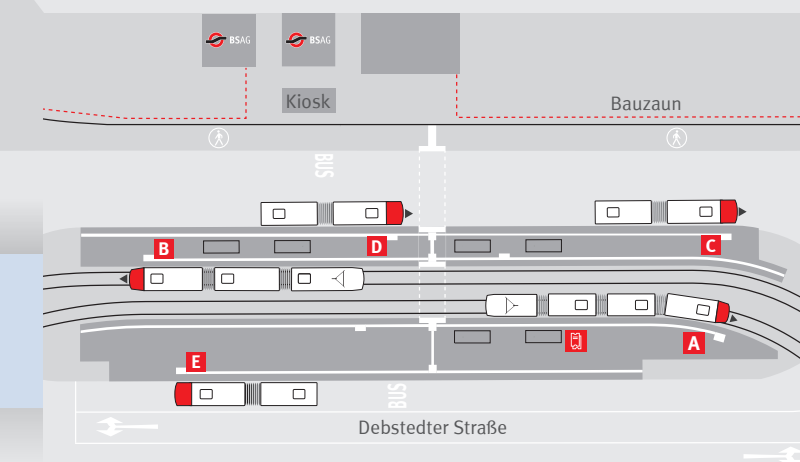 BSAG
BSAG
Kiosk
Bauzaun
BUS
B
D
C
A
E
BUS
Debstedter Straße